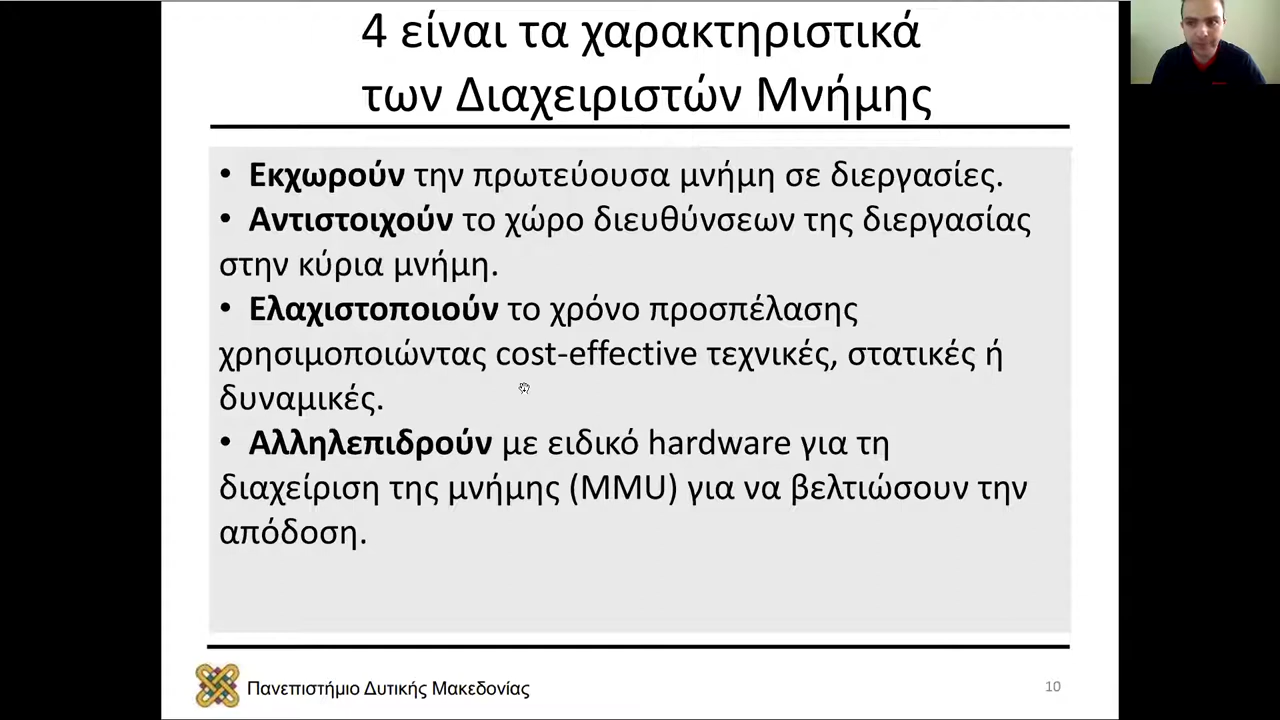 4 είναι τα χαρακτηριστικά
των Διαχειριστών Μνήμης
• Εκχωρούν την πρωτεύουσα μνήμη σε διεργασίες.
• Αντιστοιχούν το χώρο διευθύνσεων της διεργασίας
στην κύρια μνήμη.
• Ελαχιστοποιούν το χρόνο προσπέλασης
χρησιμοποιώντας cost-effective τεχνικές, στατικές ή
δυναμικές.
• Αλληλεπιδρούν με ειδικό hardware για τη
διαχείριση της μνήμης (MMU) για να βελτιώσουν την
απόδοση.
Πανεπιστήμιο Δυτικής Μακεδονίας
10